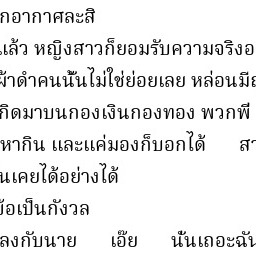 กอากาศละสิ
แล้ว หญิงสาวก็ยอมรับความจริงอ
ผ้าดำคนนั้นไม่ใช่ย่อยเลย หล่อนมี
กิดมาบนกองเงินกองทอง พวกพี่
หากิน และแค่มองก็บอกได้ สา
นเคยได้อย่างได้
ข้อเป็นกังวล
ลงกับนาย เอ๊ย นั่นเถอะฉัน